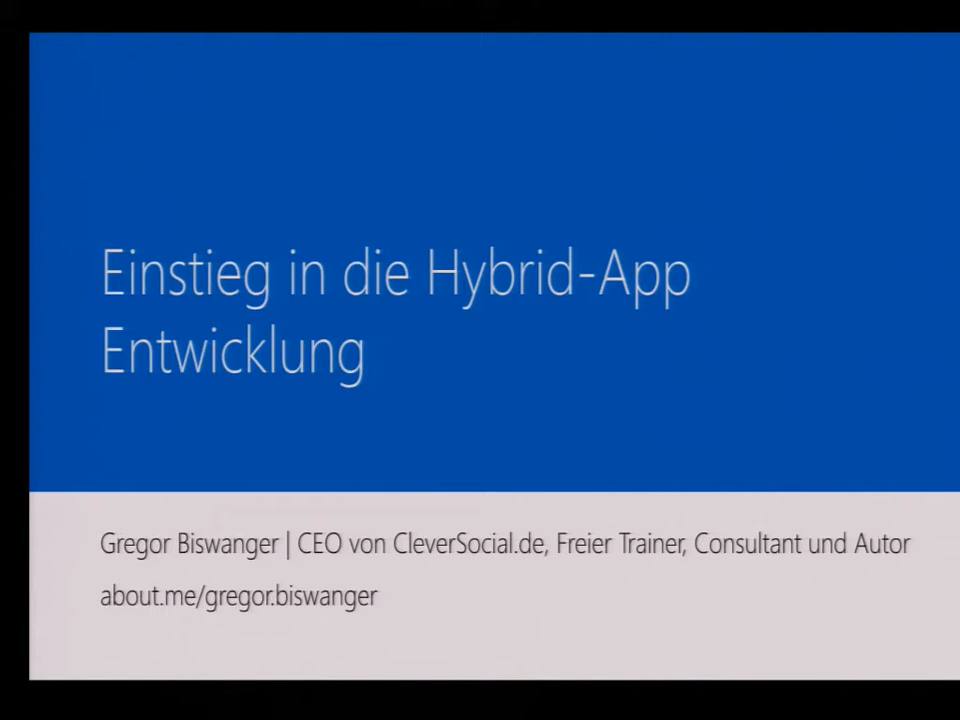 Einstieg in die Hybrid-App
Entwicklung
Gregor Biswanger | CEO von CleverSocial.de, Freier Trainer, Consultant und Autor
about.me/gregor.biswanger